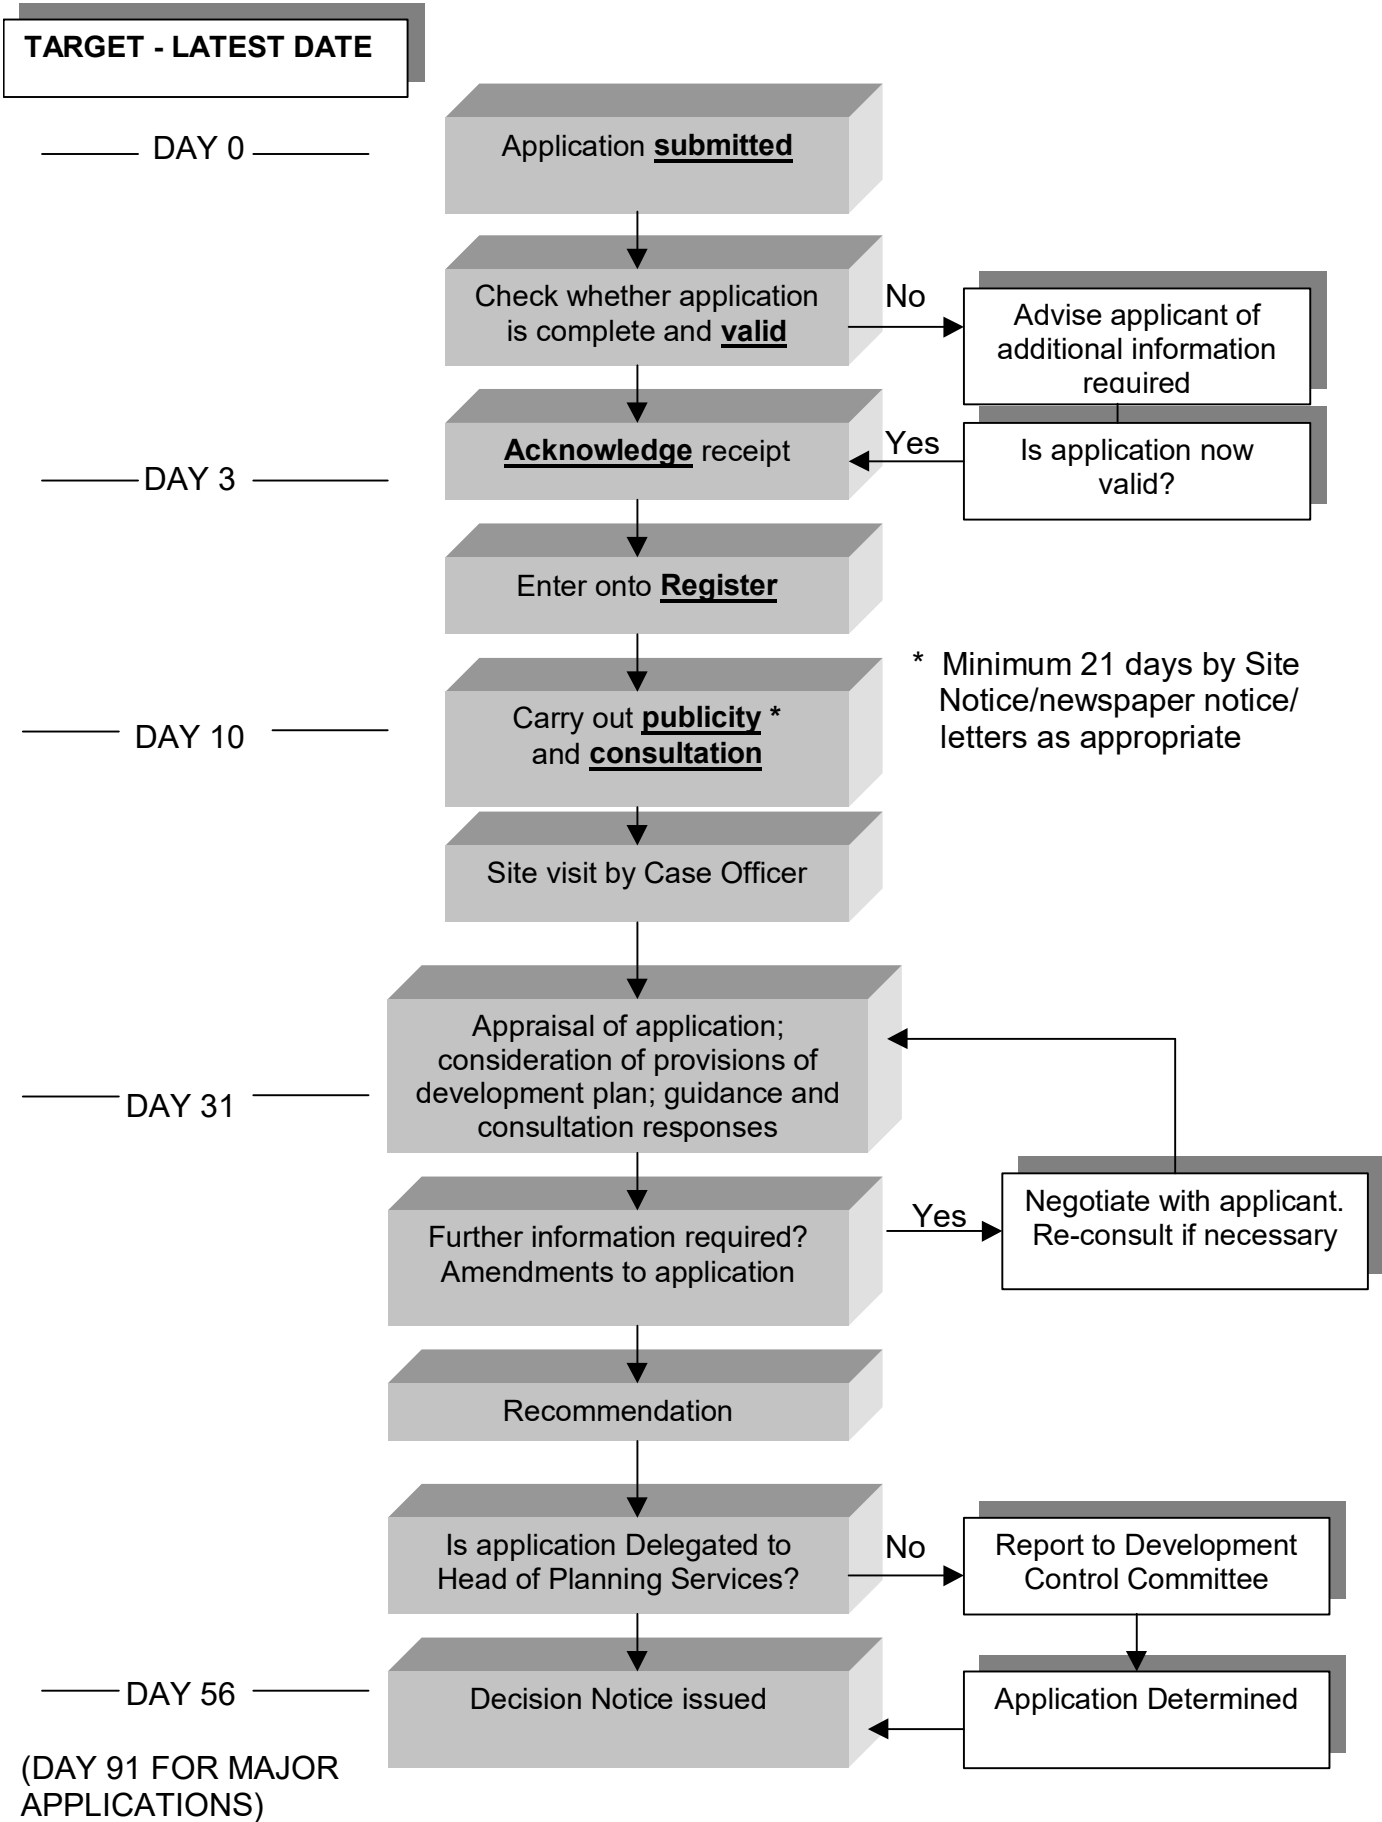 TARGET - LATEST DATE
DAY 0
Application submitted
Check whether application
is complete and valid
No
Advise applicant of
additional information
required
Acknowledge receipt
Yes
Is application now
valid?
DAY 3
Enter onto Register
* Minimum 21 days by Site
Notice/newspaper notice/
letters as appropriate
Carry out publicity *
and consultation
DAY 10
Site visit by Case Officer
Appraisal of application;
consideration of provisions of
development plan; guidance and
consultation responses
DAY 31
Further information required?
Amendments to application
Yes
Negotiate with applicant.
Re-consult if necessary
Recommendation
Is application Delegated to
Head of Planning Services?
No
Report to Development
Control Committee
DAY 56
Decision Notice issued
Application Determined
(DAY 91 FOR MAJOR
APPLICATIONS)